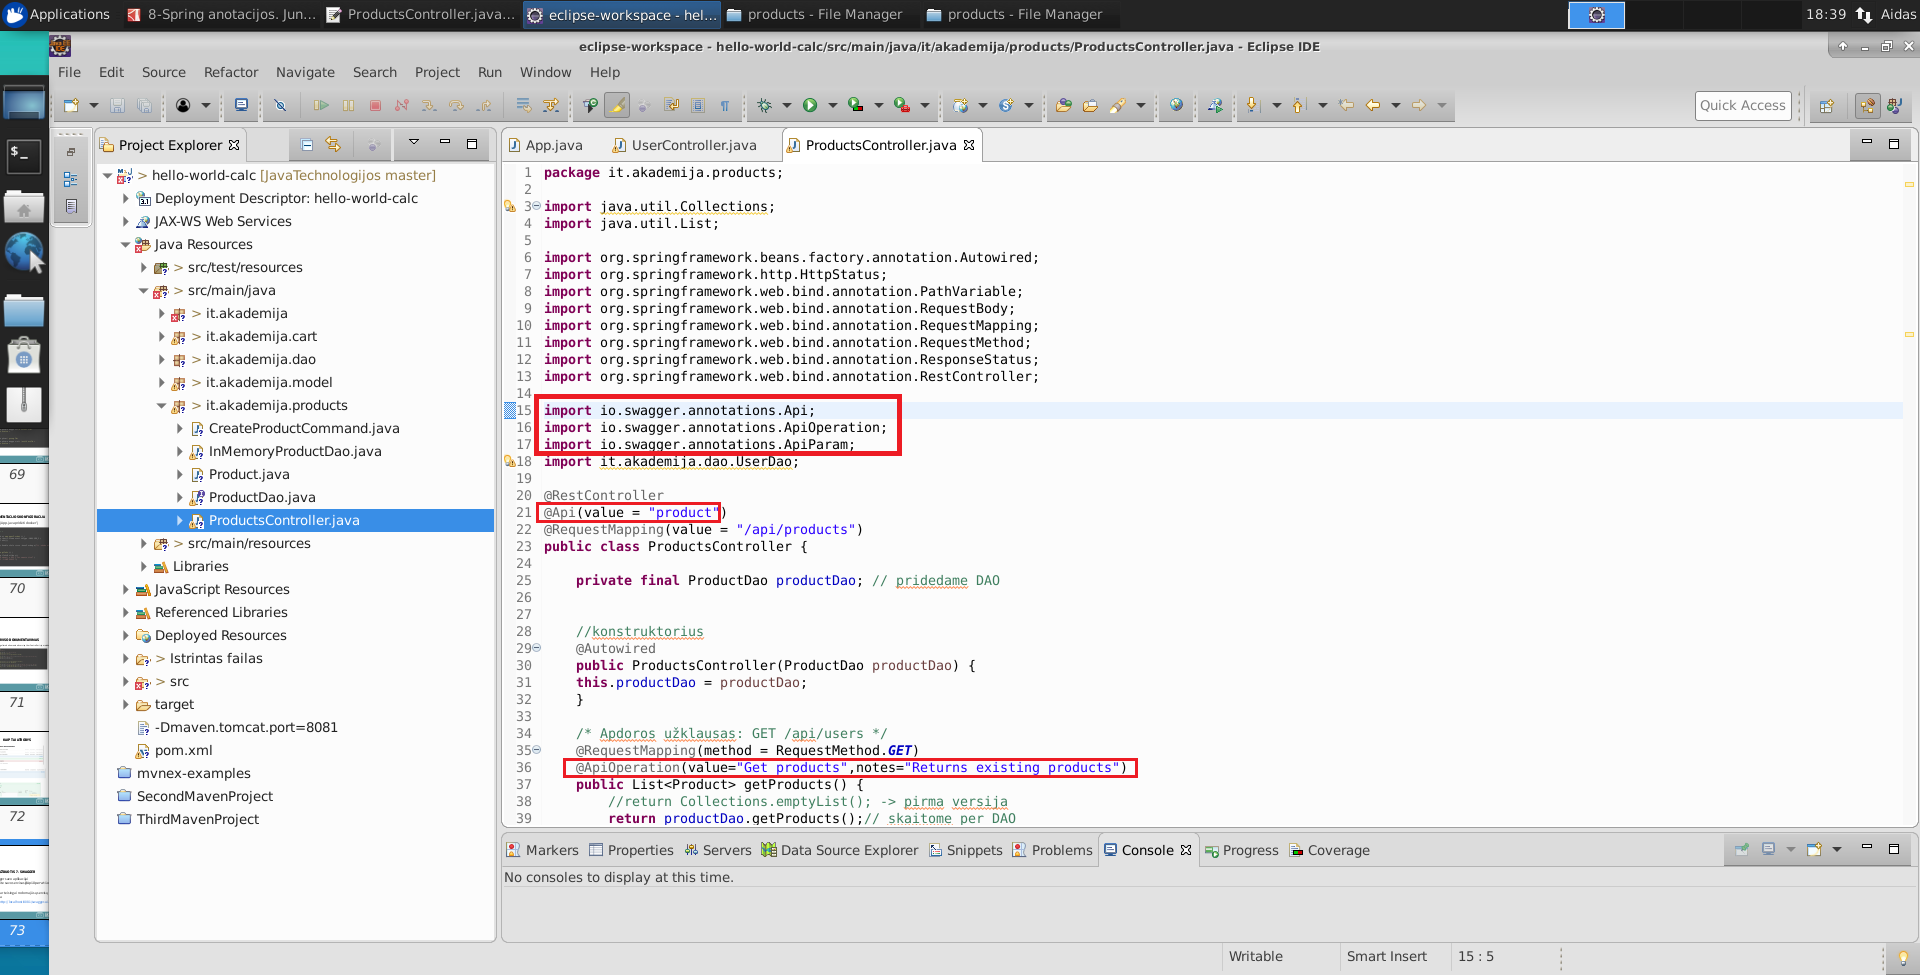 Applications
8-Spring anotacijos. Jun...
ProductsController.java...
eclipse-workspace - hel...
products - File Manager
products - File Manager
18:39
Aidas
eclipse-workspace - hello-world-calc/src/main/java/it/akademija/products/ProductsController.java - Eclipse IDE
File Edit Source Refactor Navigate Search Project Run Window Help
Quick Access
Project Explorer
App.java
UserController.java
ProductsController.java
> hello-world-calc [JavaTechnologijos master]
Deployment Descriptor: hello-world-calc
JAX-WS Web Services
Java Resources
> src/test/resources
> src/main/java
> it.akademija
> it.akademija.cart
> it.akademija.dao
> it.akademija.model
> it.akademija.products
CreateProductCommand.java
InMemoryProductDao.java
Product.java
ProductDao.java
ProductsController.java
> src/main/resources
Libraries
JavaScript Resources
Referenced Libraries
Deployed Resources
> Istrintas failas
> src
target
-Dmaven.tomcat.port=8081
pom.xml
mvnex-examples
SecondMavenProject
ThirdMavenProject
69
70
71
72
73
1 package it.akademija.products;
2
3 import java.util.Collections;
4 import java.util.List;
5
6 import org.springframework.beans.factory.annotation.Autowired;
7 import org.springframework.http.HttpStatus;
8 import org.springframework.web.bind.annotation.PathVariable;
9 import org.springframework.web.bind.annotation.RequestBody;
10 import org.springframework.web.bind.annotation.RequestMapping;
11 import org.springframework.web.bind.annotation.RequestMethod;
12 import org.springframework.web.bind.annotation.ResponseStatus;
13 import org.springframework.web.bind.annotation.RestController;
14
15 import io.swagger.annotations.Api;
16 import io.swagger.annotations.ApiOperation;
17 import io.swagger.annotations.ApiParam;
18 import it.akademija.dao.UserDao;
19
20 @RestController
21 @Api(value = "product")
22 @RequestMapping(value = "/api/products")
23 public class ProductsController {
24
25 private final ProductDao productDao; // pridedame DAO
26
27
28 //konstruktorius
29 @Autowired
30 public ProductsController(ProductDao productDao) {
31 this.productDao = productDao;
32 }
33
34 /* Apdoros užklausas: GET /api/users */
35 @RequestMapping(method = RequestMethod.GET)
36 @ApiOperation(value="Get products",notes="Returns existing products")
37 public List<Product> getProducts() {
38 //return Collections.emptyList(); -> pirma versija
39 return productDao.getProducts();// skaitome per DAO
Markers Properties Servers Data Source Explorer Snippets Problems Console Progress Coverage
No consoles to display at this time.
Writable Smart Insert 15 : 5